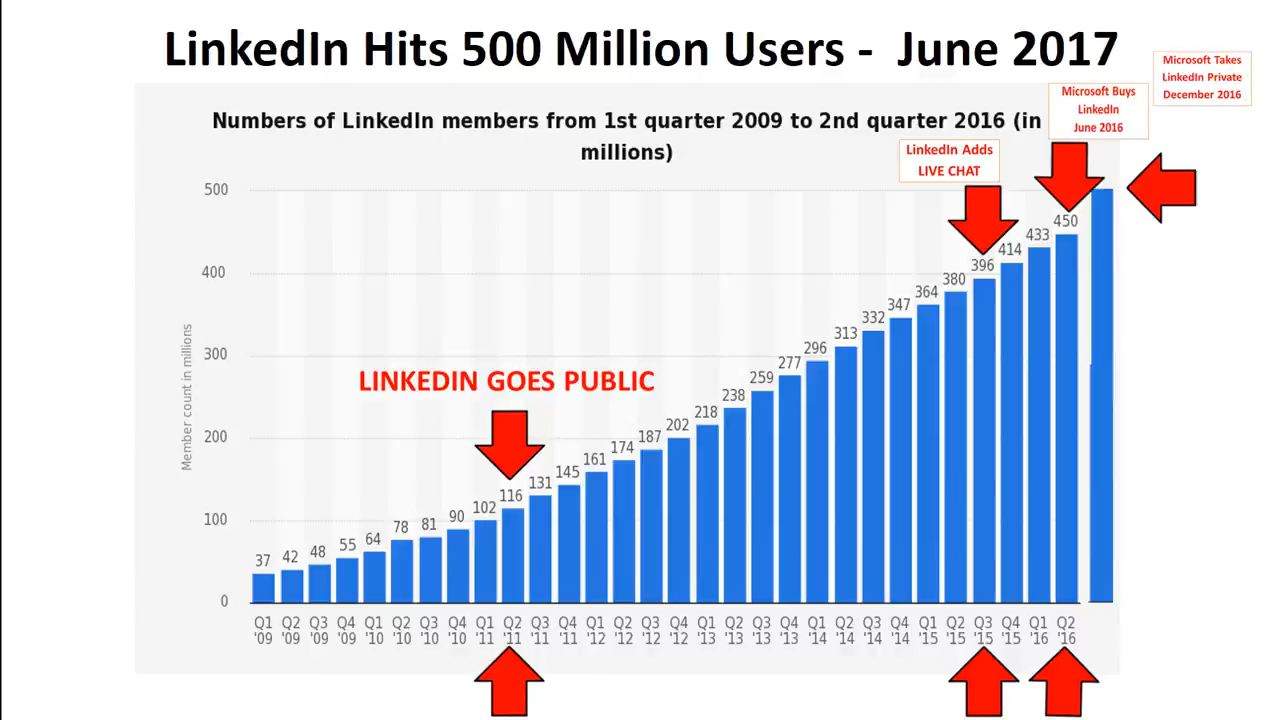 LinkedIn Hits 500 Million Users -  June 2017
Microsoft Takes
LinkedIn Private
December 2016
Microsoft Buys
LinkedIn
June 2016
Numbers of LinkedIn members from 1st quarter 2009 to 2nd quarter 2016 (in
millions)
LinkedIn Adds
LIVE CHAT
LINKEDIN GOES PUBLIC
Member count in millions
500
400
300
200
100
0
37 42 48 55 64 78 81 90 102 116 131 145 161 174 187 202 218 238 259 277 296 313 332 347 364 380 396 414 433 450
Q1 Q2 Q3 Q4 Q1 Q2 Q3 Q4 Q1 Q2 Q3 Q4 Q1 Q2 Q3 Q4 Q1 Q2 Q3 Q4 Q1 Q2 Q3 Q4 Q1 Q2 Q3 Q4 Q1 Q2
'09 '09 '09 '09 '10 '10 '10 '10 '11 '11 '11 '11 '12 '12 '12 '12 '13 '13 '13 '13 '14 '14 '14 '14 '15 '15 '15 '15 '16 '16